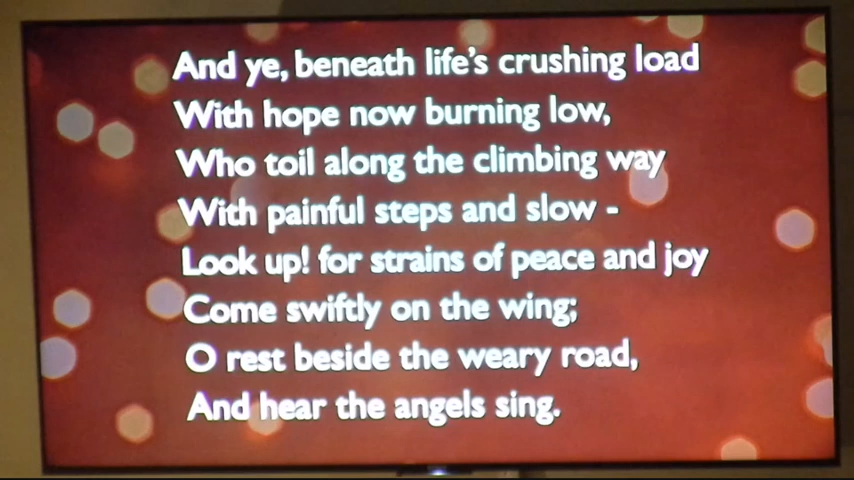 And ye, beneath life's crushing load
With hope now burning low,
Who toil along the climbing way
With painful steps and slow -
Look up! for strains of peace and joy
Come swiftly on the wing;
O rest beside the weary road,
And hear the angels sing.